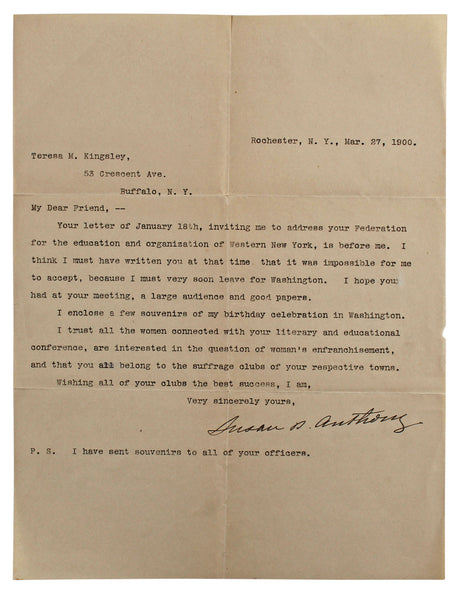 Rochester, N. Y., Mar. 27, 1900.
Teresa M. Kingsley,
53 Crescent Ave.
Buffalo, N. Y.
My Dear Friend, --
Your letter of January 18th, inviting me to address your Federation
for the education and organization of Western New York, is before me. I
think I must have written you at that time that it was impossible for me
to accept, because I must very soon leave for Washington. I hope you
had at your meeting, a large audience and good papers.
I enclose a few souvenirs of my birthday celebration in Washington.
I trust all the women connected with your literary and educational
conference, are interested in the question of woman's enfranchisement,
and that you all belong to the suffrage clubs of your respective towns.
Wishing all of your clubs the best success, I am,
Very sincerely yours,
Susan B. Anthony
P. S. I have sent souvenirs to all of your officers.